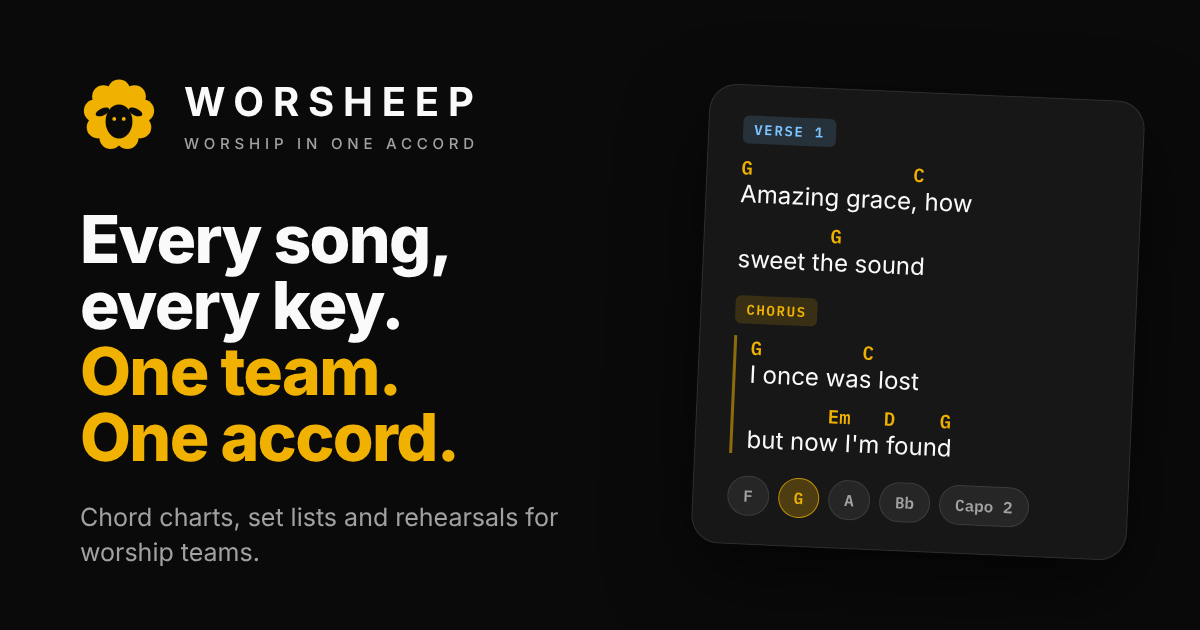 WORSHEEP
WORSHIP IN ONE ACCORD
Every song,
every key.
One team.
One accord.
Chord charts, set lists and rehearsals for
worship teams.
VERSE 1
G C
Amazing grace, how
G
sweet the sound
CHORUS
G C
I once was lost
Em D G
but now I'm found
F G A Bb Capo 2